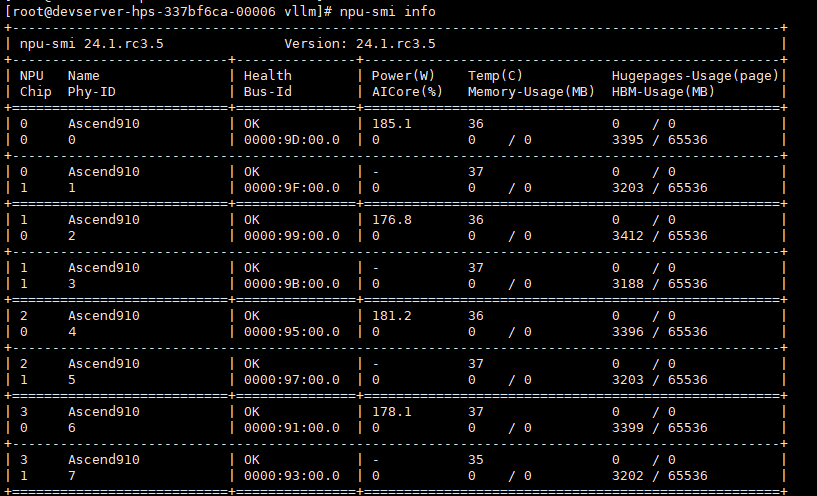 [root@devserver-hps-337bf6ca-00006 vllm]# npu-smi info
+------------------------------------------------------------------------------------------------+
| npu-smi 24.1.rc3.5               Version: 24.1.rc3.5                                           |
+---------------------------+---------------+----------------------------------------------------+
| NPU   Name                | Health        | Power(W)    Temp(C)           Hugepages-Usage(page)|
| Chip  Phy-ID              | Bus-Id        | AICore(%)   Memory-Usage(MB)  HBM-Usage(MB)        |
+===========================+===============+====================================================+
| 0     Ascend910           | OK            | 185.1       36                0    / 0             |
| 0     0                   | 0000:9D:00.0  | 0           0    / 0          3395 / 65536         |
+------------------------------------------------------------------------------------------------+
| 0     Ascend910           | OK            | -           37                0    / 0             |
| 1     1                   | 0000:9F:00.0  | 0           0    / 0          3203 / 65536         |
+===========================+===============+====================================================+
| 1     Ascend910           | OK            | 176.8       36                0    / 0             |
| 0     2                   | 0000:99:00.0  | 0           0    / 0          3412 / 65536         |
+------------------------------------------------------------------------------------------------+
| 1     Ascend910           | OK            | -           37                0    / 0             |
| 1     3                   | 0000:9B:00.0  | 0           0    / 0          3188 / 65536         |
+===========================+===============+====================================================+
| 2     Ascend910           | OK            | 181.2       36                0    / 0             |
| 0     4                   | 0000:95:00.0  | 0           0    / 0          3396 / 65536         |
+------------------------------------------------------------------------------------------------+
| 2     Ascend910           | OK            | -           37                0    / 0             |
| 1     5                   | 0000:97:00.0  | 0           0    / 0          3203 / 65536         |
+===========================+===============+====================================================+
| 3     Ascend910           | OK            | 178.1       37                0    / 0             |
| 0     6                   | 0000:91:00.0  | 0           0    / 0          3399 / 65536         |
+------------------------------------------------------------------------------------------------+
| 3     Ascend910           | OK            | -           35                0    / 0             |
| 1     7                   | 0000:93:00.0  | 0           0    / 0          3202 / 65536         |
+===========================+===============+====================================================+